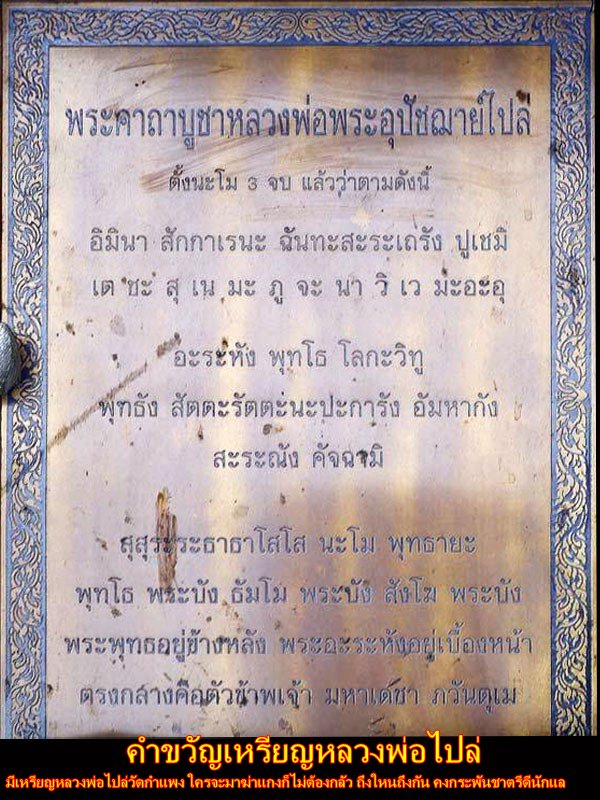 พระคาถาบูชาหลวงพ่อพระอุปัชฌาย์ไปล่
ตั้งนะโม 3 จบ แล้วว่าตามดังนี้
อิมินา สักกาเรนะ ฉันทะสะระเถรัง ปูเชมิ
เต ชะ สุ เน มะ ภู จะ นา วิ เว มะอะอุ
อะระหัง พุทโธ โลกะวิทู
พุทธัง สัตตะรัตตะนะปะการัง อัมหากัง
สะระณัง คัจฉามิ
สุสุระระธาธาโสโส นะโม พุทธายะ
พุทโธ พระบัง ธัมโม พระบัง สังโฆ พระบัง
พระพุทธอยู่ข้างหลัง พระอะระหังอยู่เบื้องหน้า
ตรงกลางคือตัวข้าพเจ้า มหาเดชา ภวันตุเม
คำขวัญเหรียญหลวงพ่อไปล่
มีเหรียญหลวงพ่อไปล่วัดกำแพง ใครจะมาฆ่าแกงก็ไม่ต้องกลัว ถึงไหนถึงกัน คงกระพันชาตรีดีนักแล